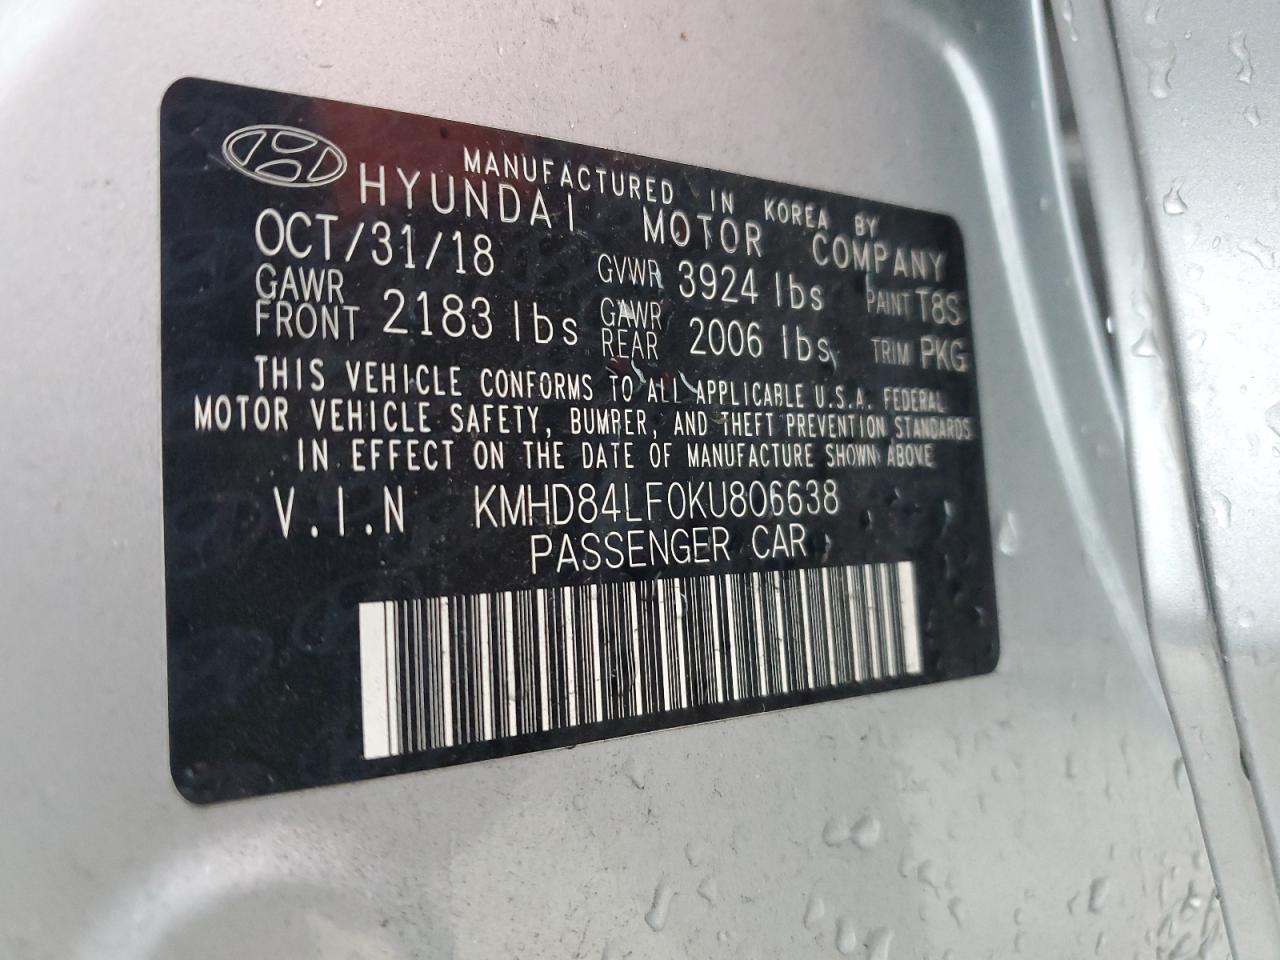 MANUFACTURED IN KOREA BY
HYUNDAI MOTOR COMPANY
OCT/31/18 GVWR 3924 lbs PAINT T8S
GAWR FRONT 2183 lbs GAWR REAR 2006 lbs TRIM PKG
THIS VEHICLE CONFORMS TO ALL APPLICABLE U.S.A. FEDERAL
MOTOR VEHICLE SAFETY, BUMPER, AND THEFT PREVENTION STANDARDS
IN EFFECT ON THE DATE OF MANUFACTURE SHOWN ABOVE
V.I.N KMHD84LF0KU806638
PASSENGER CAR